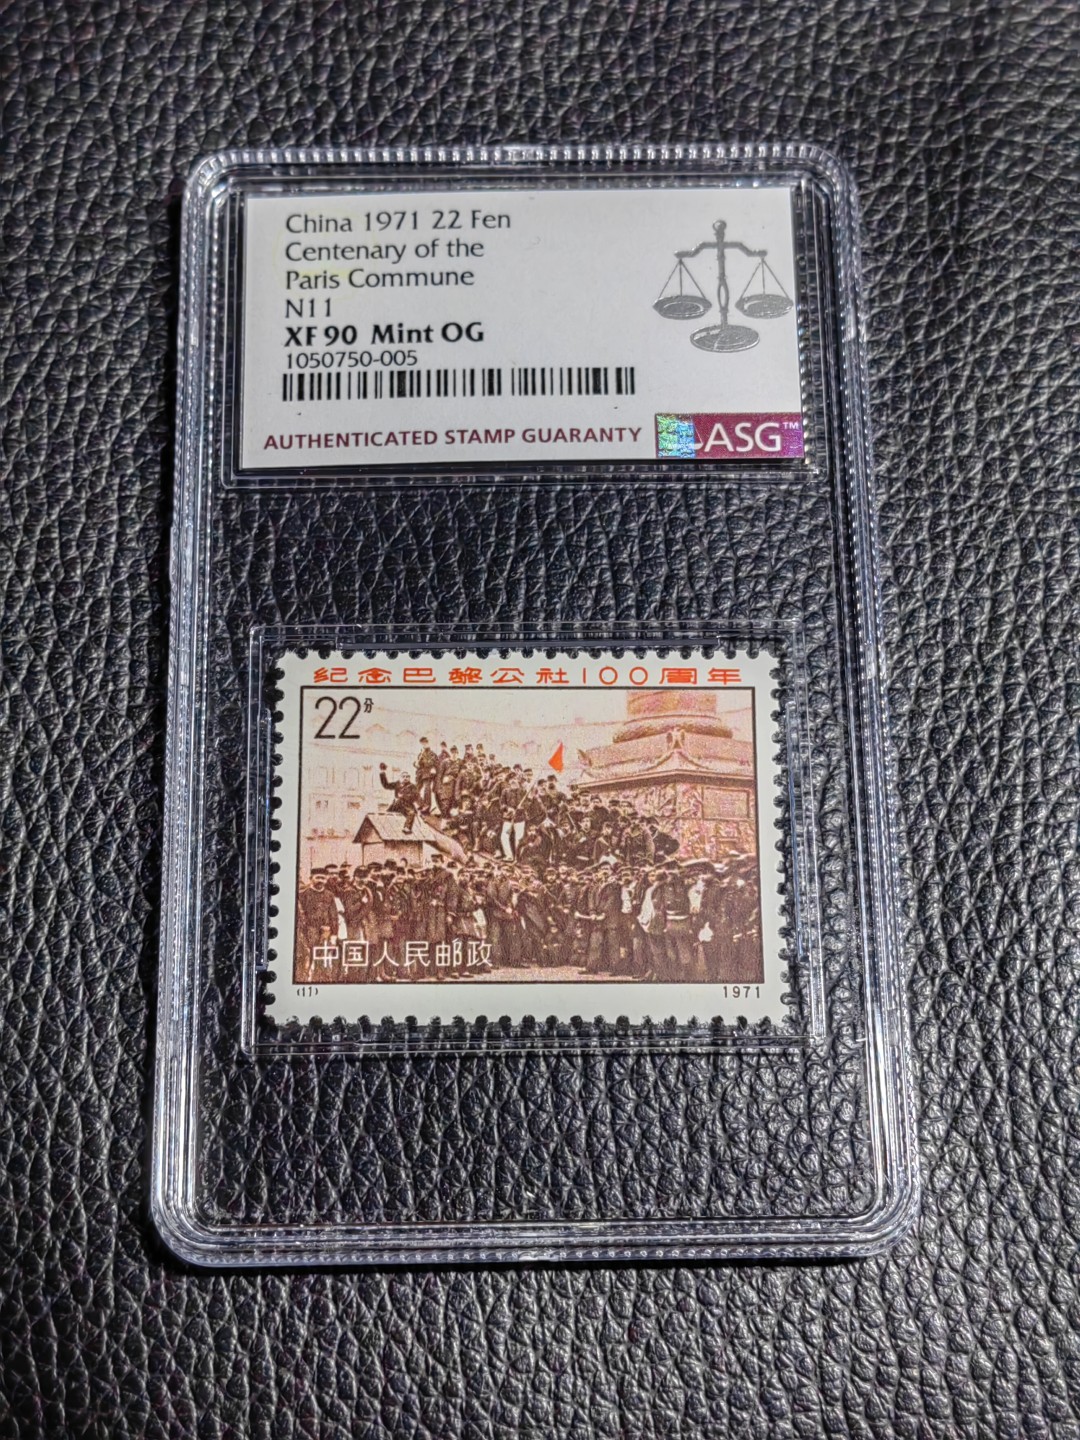 China 1971 22 Fen
Centenary of the
Paris Commune
N11
XF 90 Mint OG
1050750-005
AUTHENTICATED STAMP GUARANTY
ASG™
纪念巴黎公社100周年
22分
中国人民邮政
(11)
1971